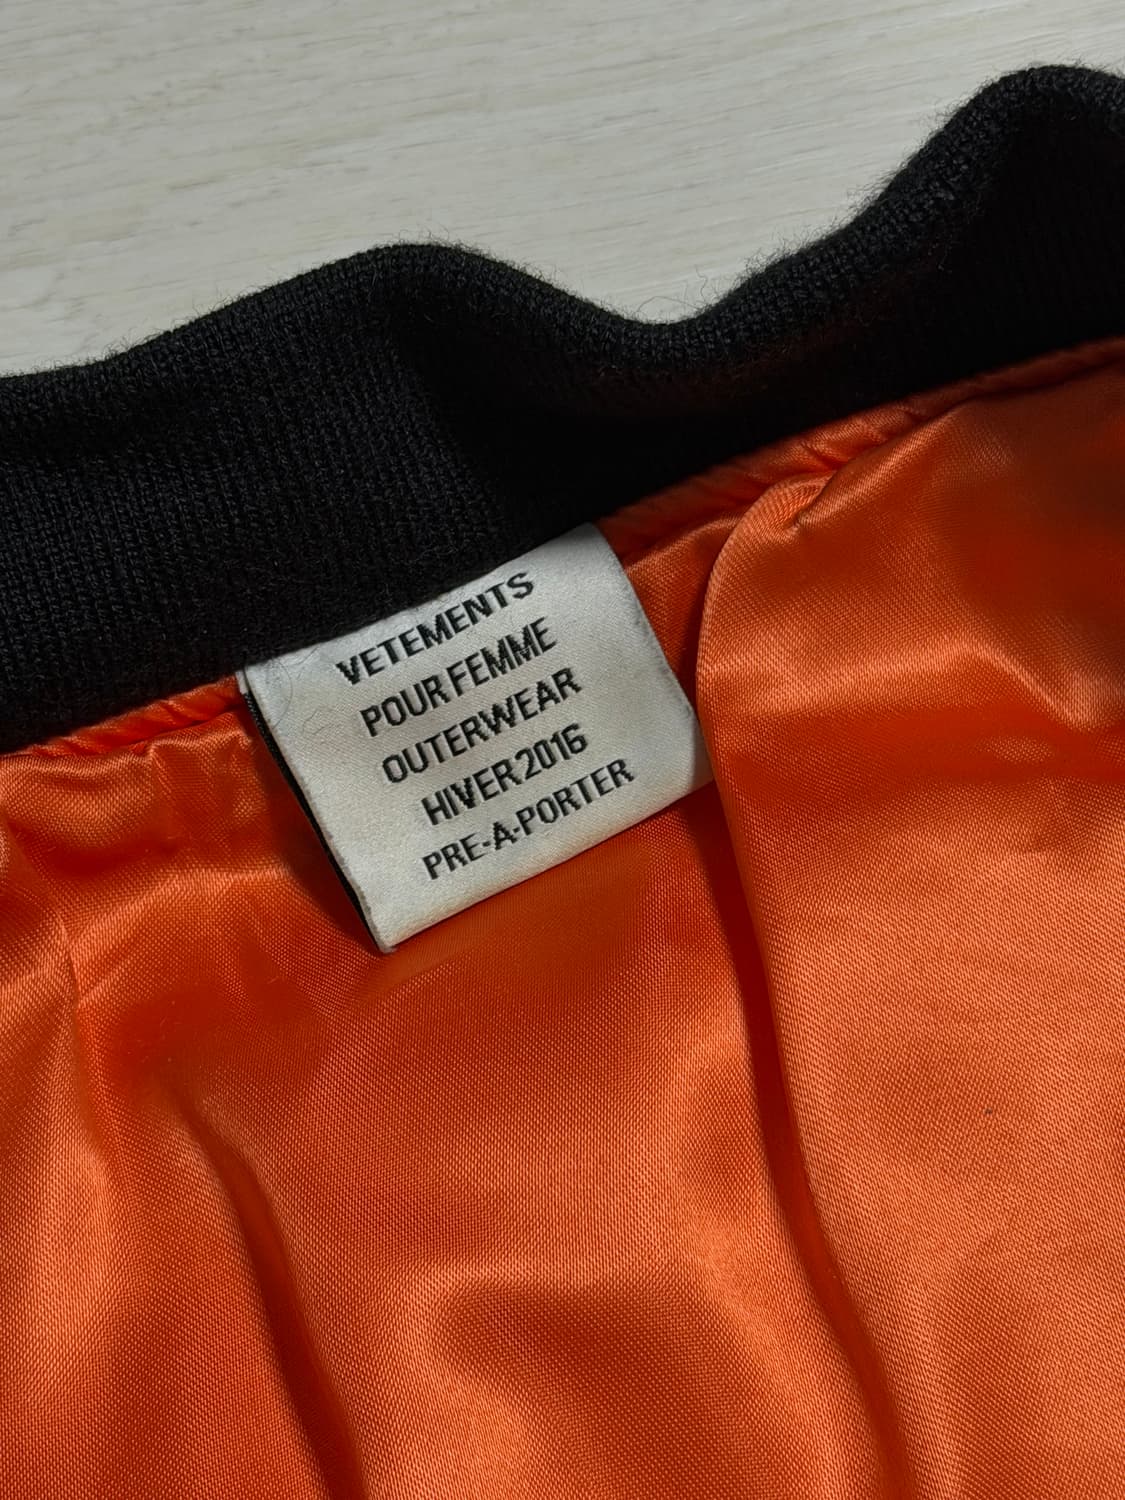 VETEMENTS
POUR FEMME
OUTERWEAR
HIVER 2016
PRE-A-PORTER